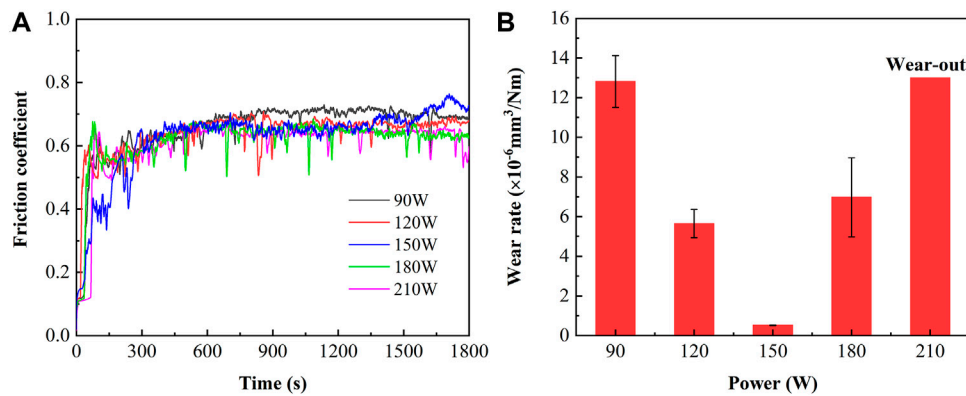 A
1.0
0.8
0.6
0.4
0.2
0.0
Friction coefficient
90W
120W
150W
180W
210W
0 300 600 900 1200 1500 1800
Time (s)
B
16
14
12
10
8
6
4
2
0
Wear rate (×10⁻⁶mm³/Nm)
Wear-out
90 120 150 180 210
Power (W)